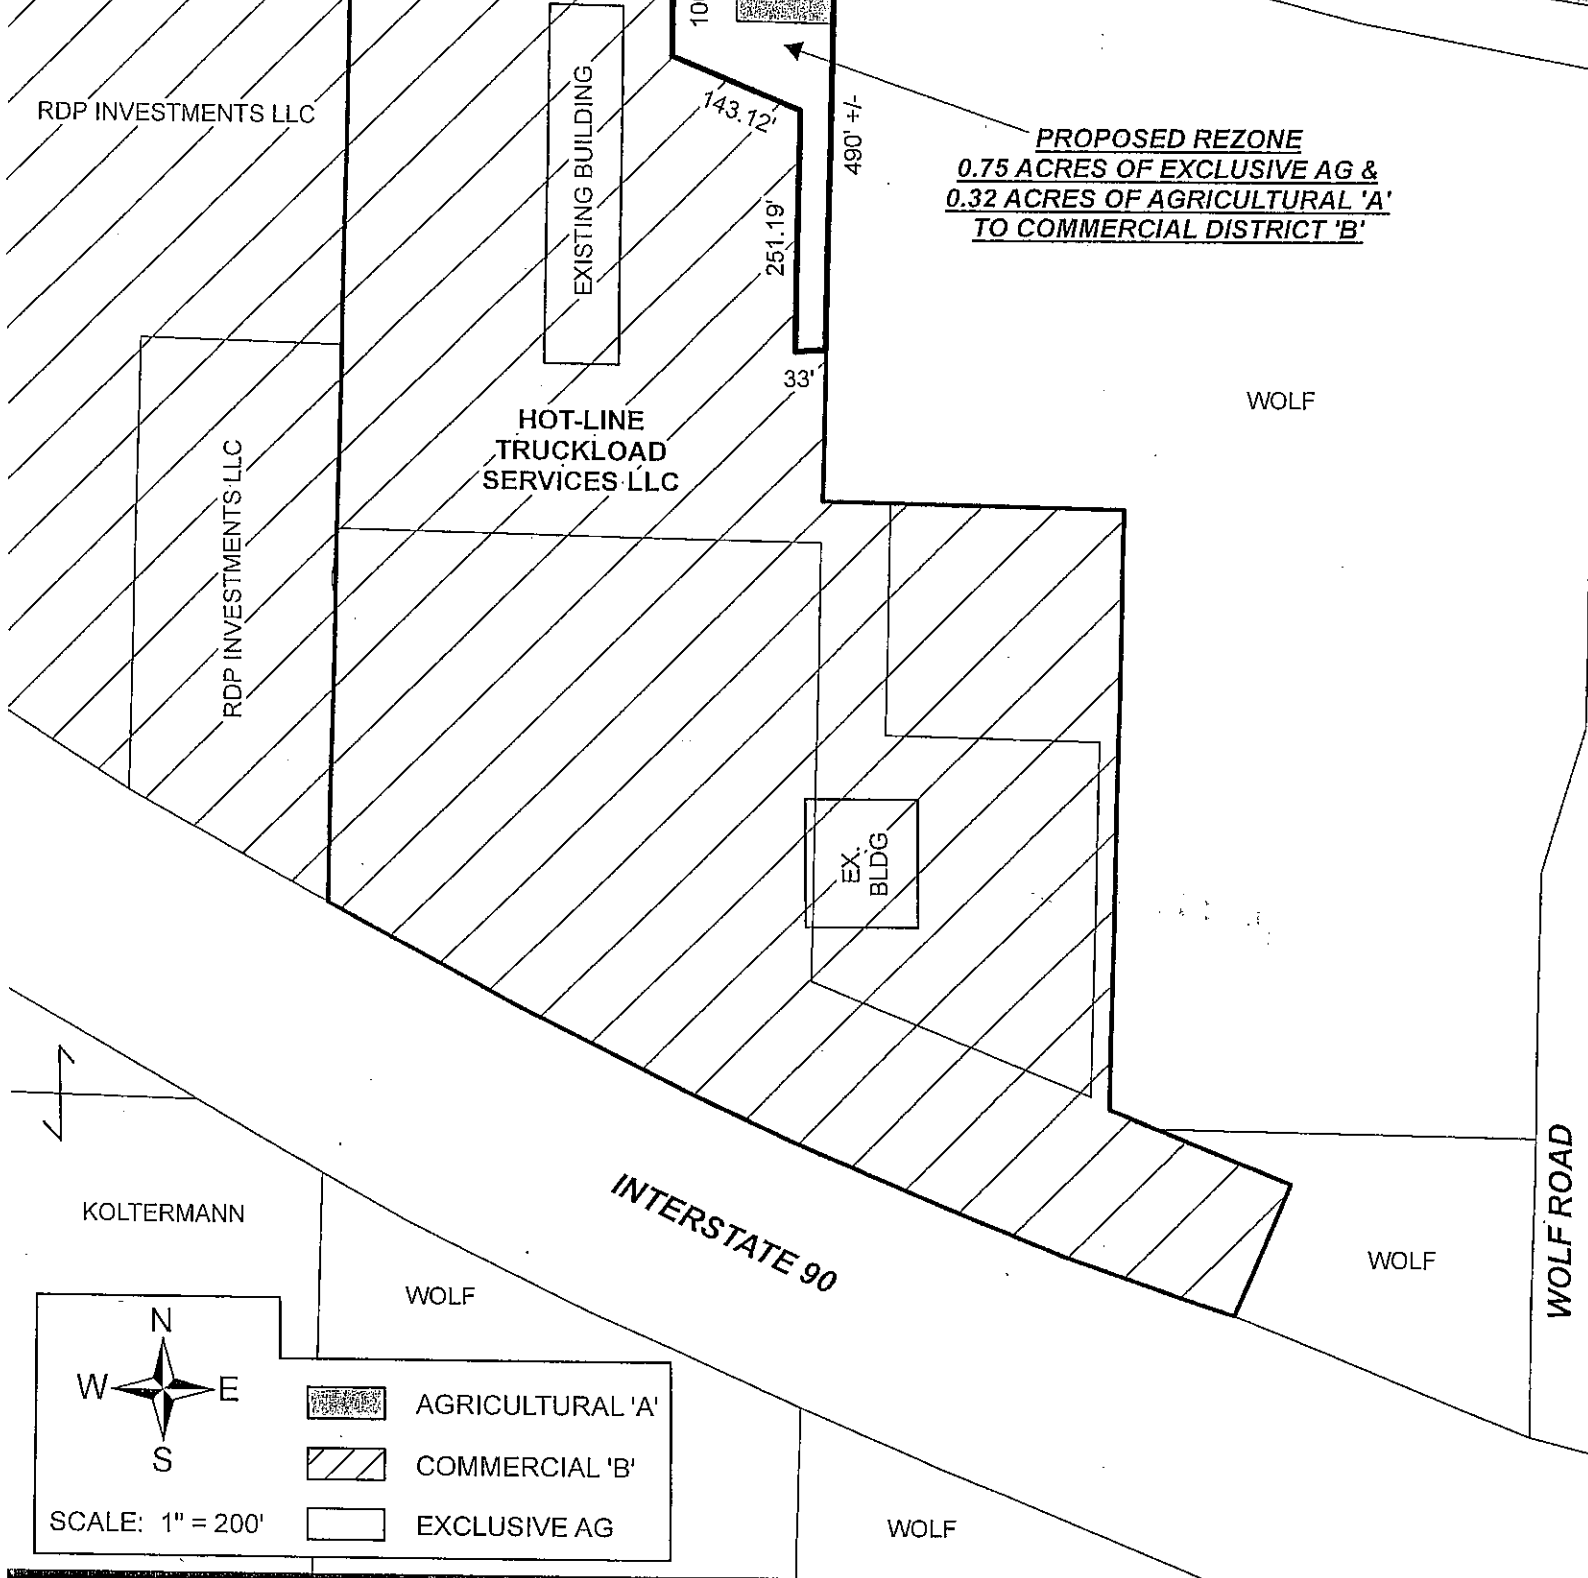 10
RDP INVESTMENTS LLC
EXISTING BUILDING
143.12'
490' +/-
251.19'
33'
PROPOSED REZONE
0.75 ACRES OF EXCLUSIVE AG &
0.32 ACRES OF AGRICULTURAL 'A'
TO COMMERCIAL DISTRICT 'B'
WOLF
HOT-LINE
TRUCKLOAD
SERVICES LLC
RDP INVESTMENTS LLC
EX.
BLDG
INTERSTATE 90
KOLTERMANN
WOLF
WOLF
WOLF ROAD
N
W E
S
SCALE: 1" = 200'
AGRICULTURAL 'A'
COMMERCIAL 'B'
EXCLUSIVE AG
WOLF